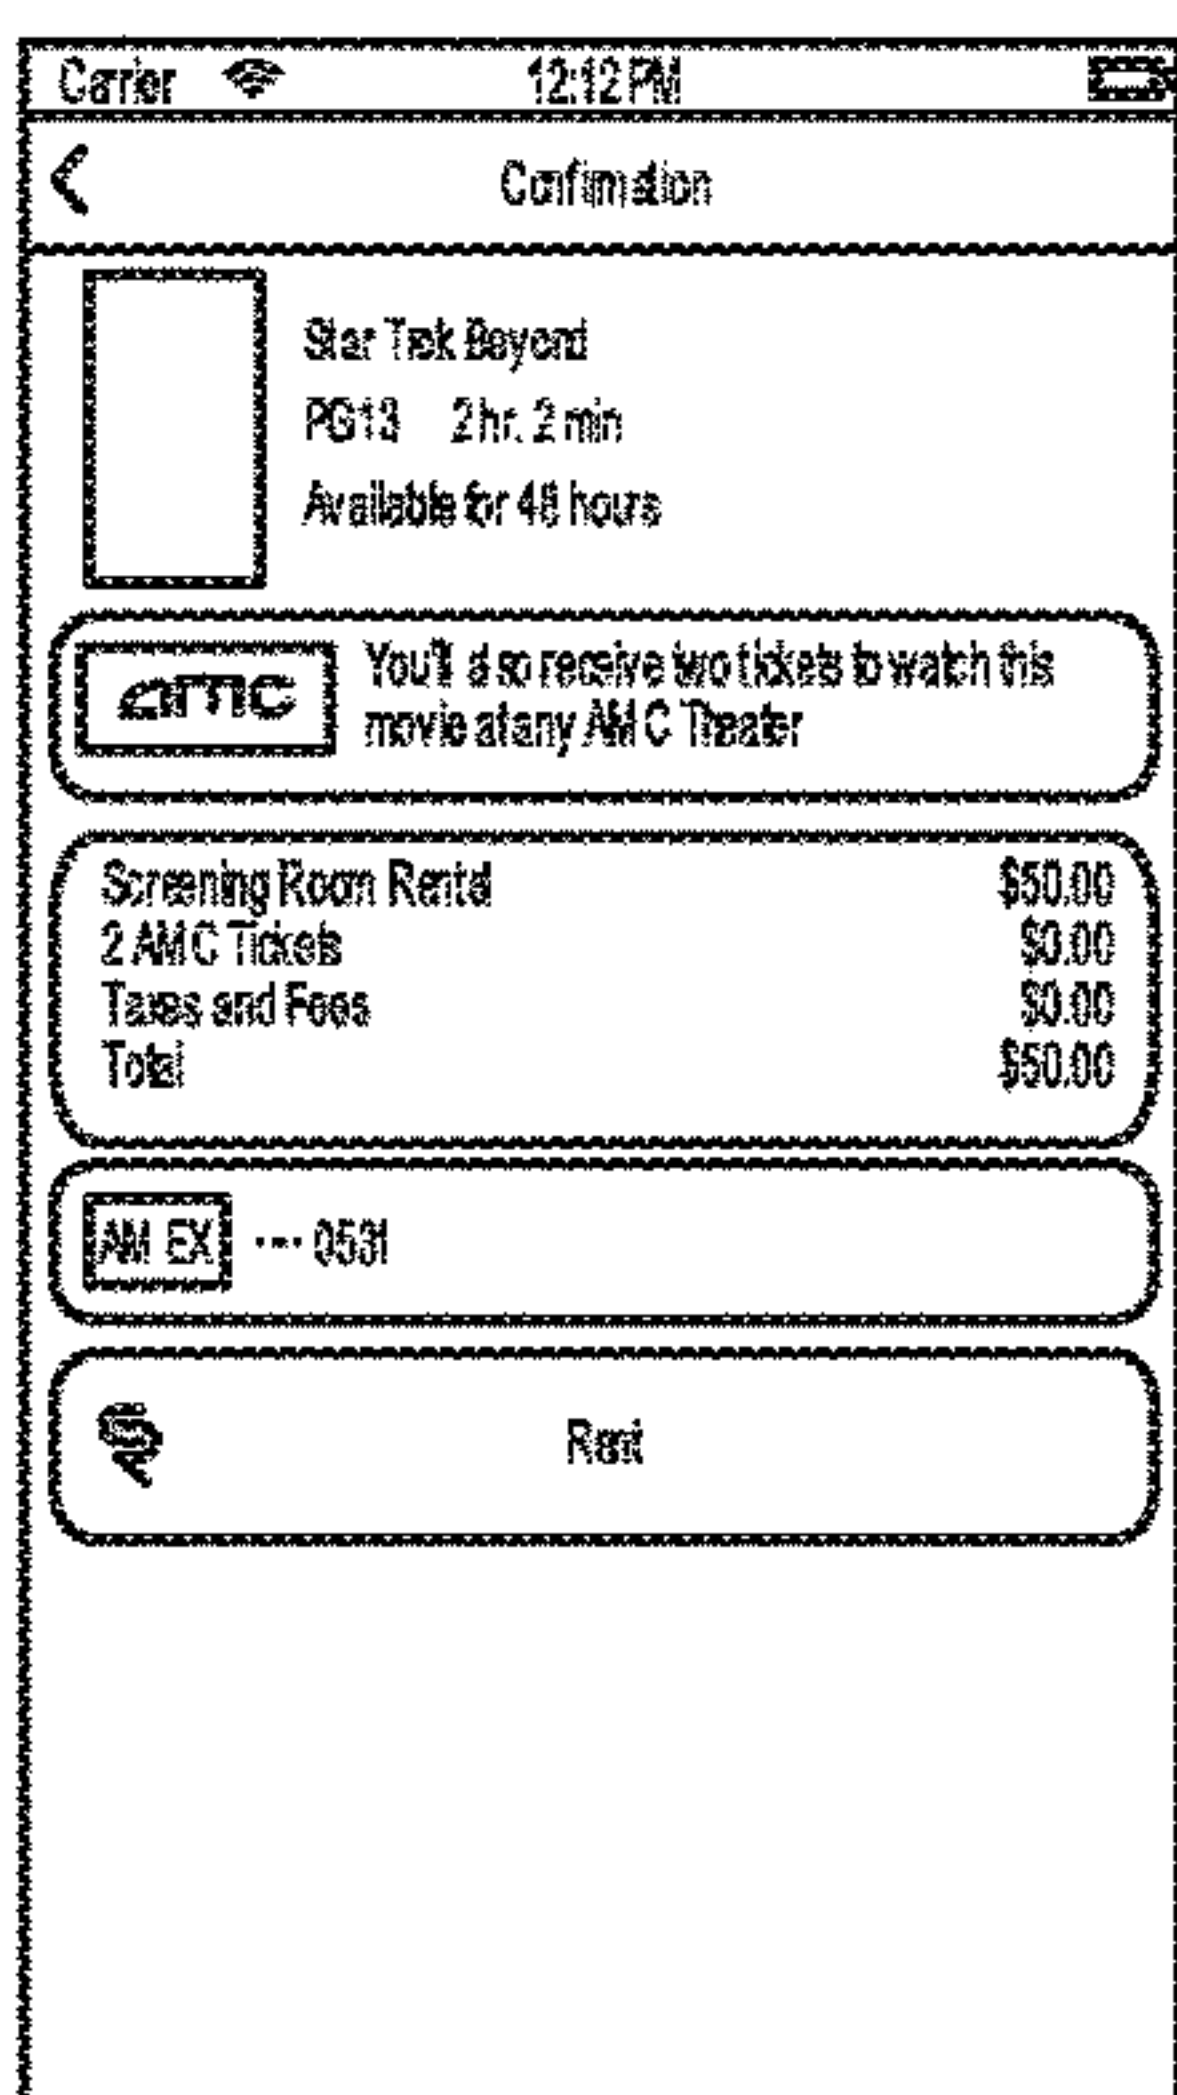 Carrier 12:12 PM
Confirmation
Star Trek Beyond
PG13 2 hr. 2 min
Available for 48 hours
amc
You'll also receive two tickets to watch this
movie at any AMC Theater
Screening Room Rental $50.00
2 AMC Tickets $0.00
Taxes and Fees $0.00
Total $50.00
AM EX ···· 0531
Rent